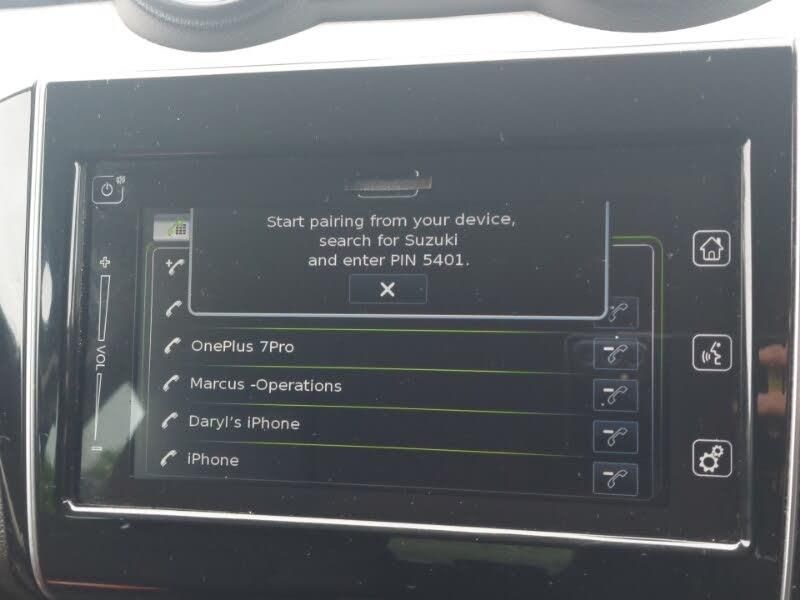 Start pairing from your device,
search for Suzuki
and enter PIN 5401.
VOL
OnePlus 7Pro
Marcus -Operations
Daryl's iPhone
iPhone